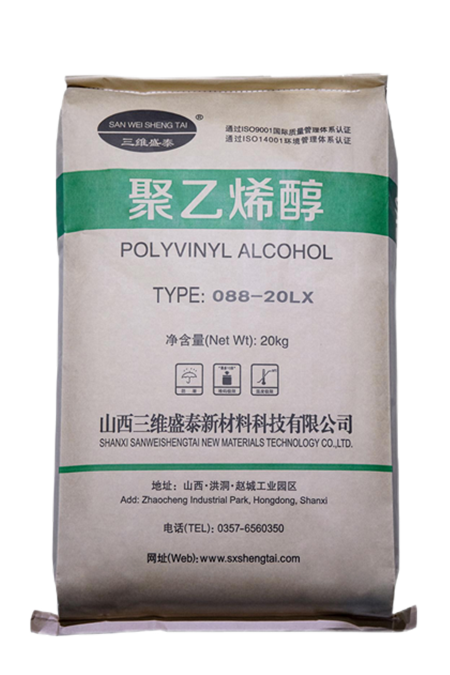 SAN WEI SHENG TAI
三维盛泰
®
通过ISO9001国际质量管理体系认证
通过ISO14001环境管理体系认证
聚乙烯醇
POLYVINYL ALCOHOL
TYPE: 088-20LX
净含量(Net Wt): 20kg
山西三维盛泰新材料科技有限公司
SHANXI SANWEISHENGTAI NEW MATERIALS TECHNOLOGY CO.,LTD.
地址: 山西·洪洞·赵城工业园区
Add: Zhaocheng Industrial Park, Hongdong, Shanxi
电话(TEL): 0357-6560350
网址(Web): www.sxshengtai.com